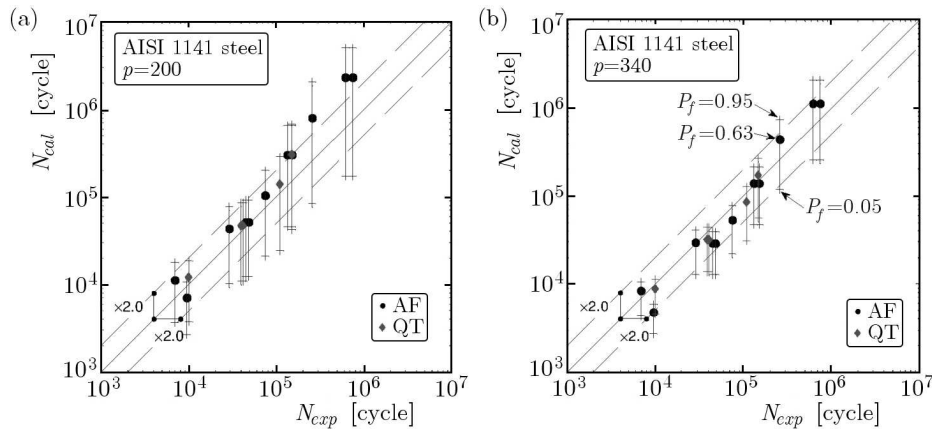 (a)
AISI 1141 steel
p=200
N_cal [cycle]
10^7
10^6
10^5
10^4
10^3
×2.0
×2.0
AF
QT
10^3 10^4 10^5 10^6 10^7
N_exp [cycle]
(b)
AISI 1141 steel
p=340
N_cal [cycle]
10^7
10^6
10^5
10^4
10^3
P_f=0.95
P_f=0.63
P_f=0.05
×2.0
×2.0
AF
QT
10^3 10^4 10^5 10^6 10^7
N_exp [cycle]